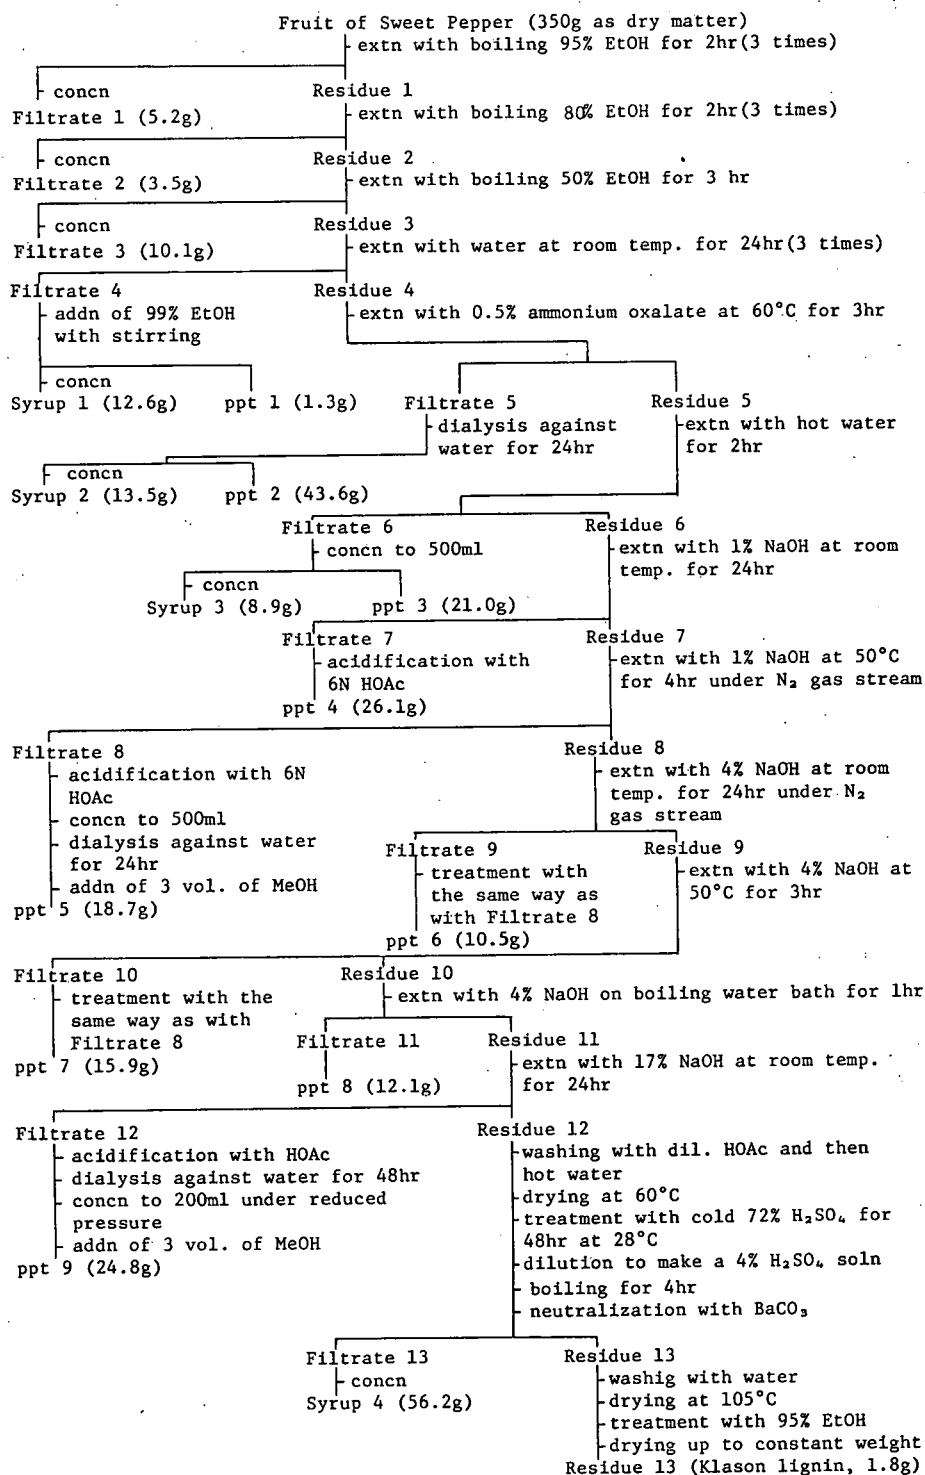 Fruit of Sweet Pepper (350g as dry matter)
extn with boiling 95% EtOH for 2hr(3 times)
concn
Filtrate 1 (5.2g)
Residue 1
extn with boiling 80% EtOH for 2hr(3 times)
concn
Filtrate 2 (3.5g)
Residue 2
extn with boiling 50% EtOH for 3 hr
concn
Filtrate 3 (10.1g)
Residue 3
extn with water at room temp. for 24hr(3 times)
Filtrate 4
addn of 99% EtOH
with stirring
Residue 4
extn with 0.5% ammonium oxalate at 60°C for 3hr
concn
Syrup 1 (12.6g)
ppt 1 (1.3g)
Filtrate 5
dialysis against
water for 24hr
Residue 5
extn with hot water
for 2hr
concn
Syrup 2 (13.5g)
ppt 2 (43.6g)
Filtrate 6
concn to 500ml
Residue 6
extn with 1% NaOH at room
temp. for 24hr
concn
Syrup 3 (8.9g)
ppt 3 (21.0g)
Filtrate 7
acidification with
6N HOAc
ppt 4 (26.1g)
Residue 7
extn with 1% NaOH at 50°C
for 4hr under N₂ gas stream
Filtrate 8
acidification with 6N
HOAc
concn to 500ml
dialysis against water
for 24hr
addn of 3 vol. of MeOH
ppt 5 (18.7g)
Residue 8
extn with 4% NaOH at room
temp. for 24hr under N₂
gas stream
Filtrate 9
treatment with
the same way as
with Filtrate 8
ppt 6 (10.5g)
Residue 9
extn with 4% NaOH at
50°C for 3hr
Filtrate 10
treatment with the
same way as with
Filtrate 8
ppt 7 (15.9g)
Residue 10
extn with 4% NaOH on boiling water bath for 1hr
Filtrate 11
ppt 8 (12.1g)
Residue 11
extn with 17% NaOH at room temp.
for 24hr
Filtrate 12
acidification with HOAc
dialysis against water for 48hr
concn to 200ml under reduced
pressure
addn of 3 vol. of MeOH
ppt 9 (24.8g)
Residue 12
washing with dil. HOAc and then
hot water
drying at 60°C
treatment with cold 72% H₂SO₄ for
48hr at 28°C
dilution to make a 4% H₂SO₄ soln
boiling for 4hr
neutralization with BaCO₃
Filtrate 13
concn
Syrup 4 (56.2g)
Residue 13
washig with water
drying at 105°C
treatment with 95% EtOH
drying up to constant weight
Residue 13 (Klason lignin, 1.8g)